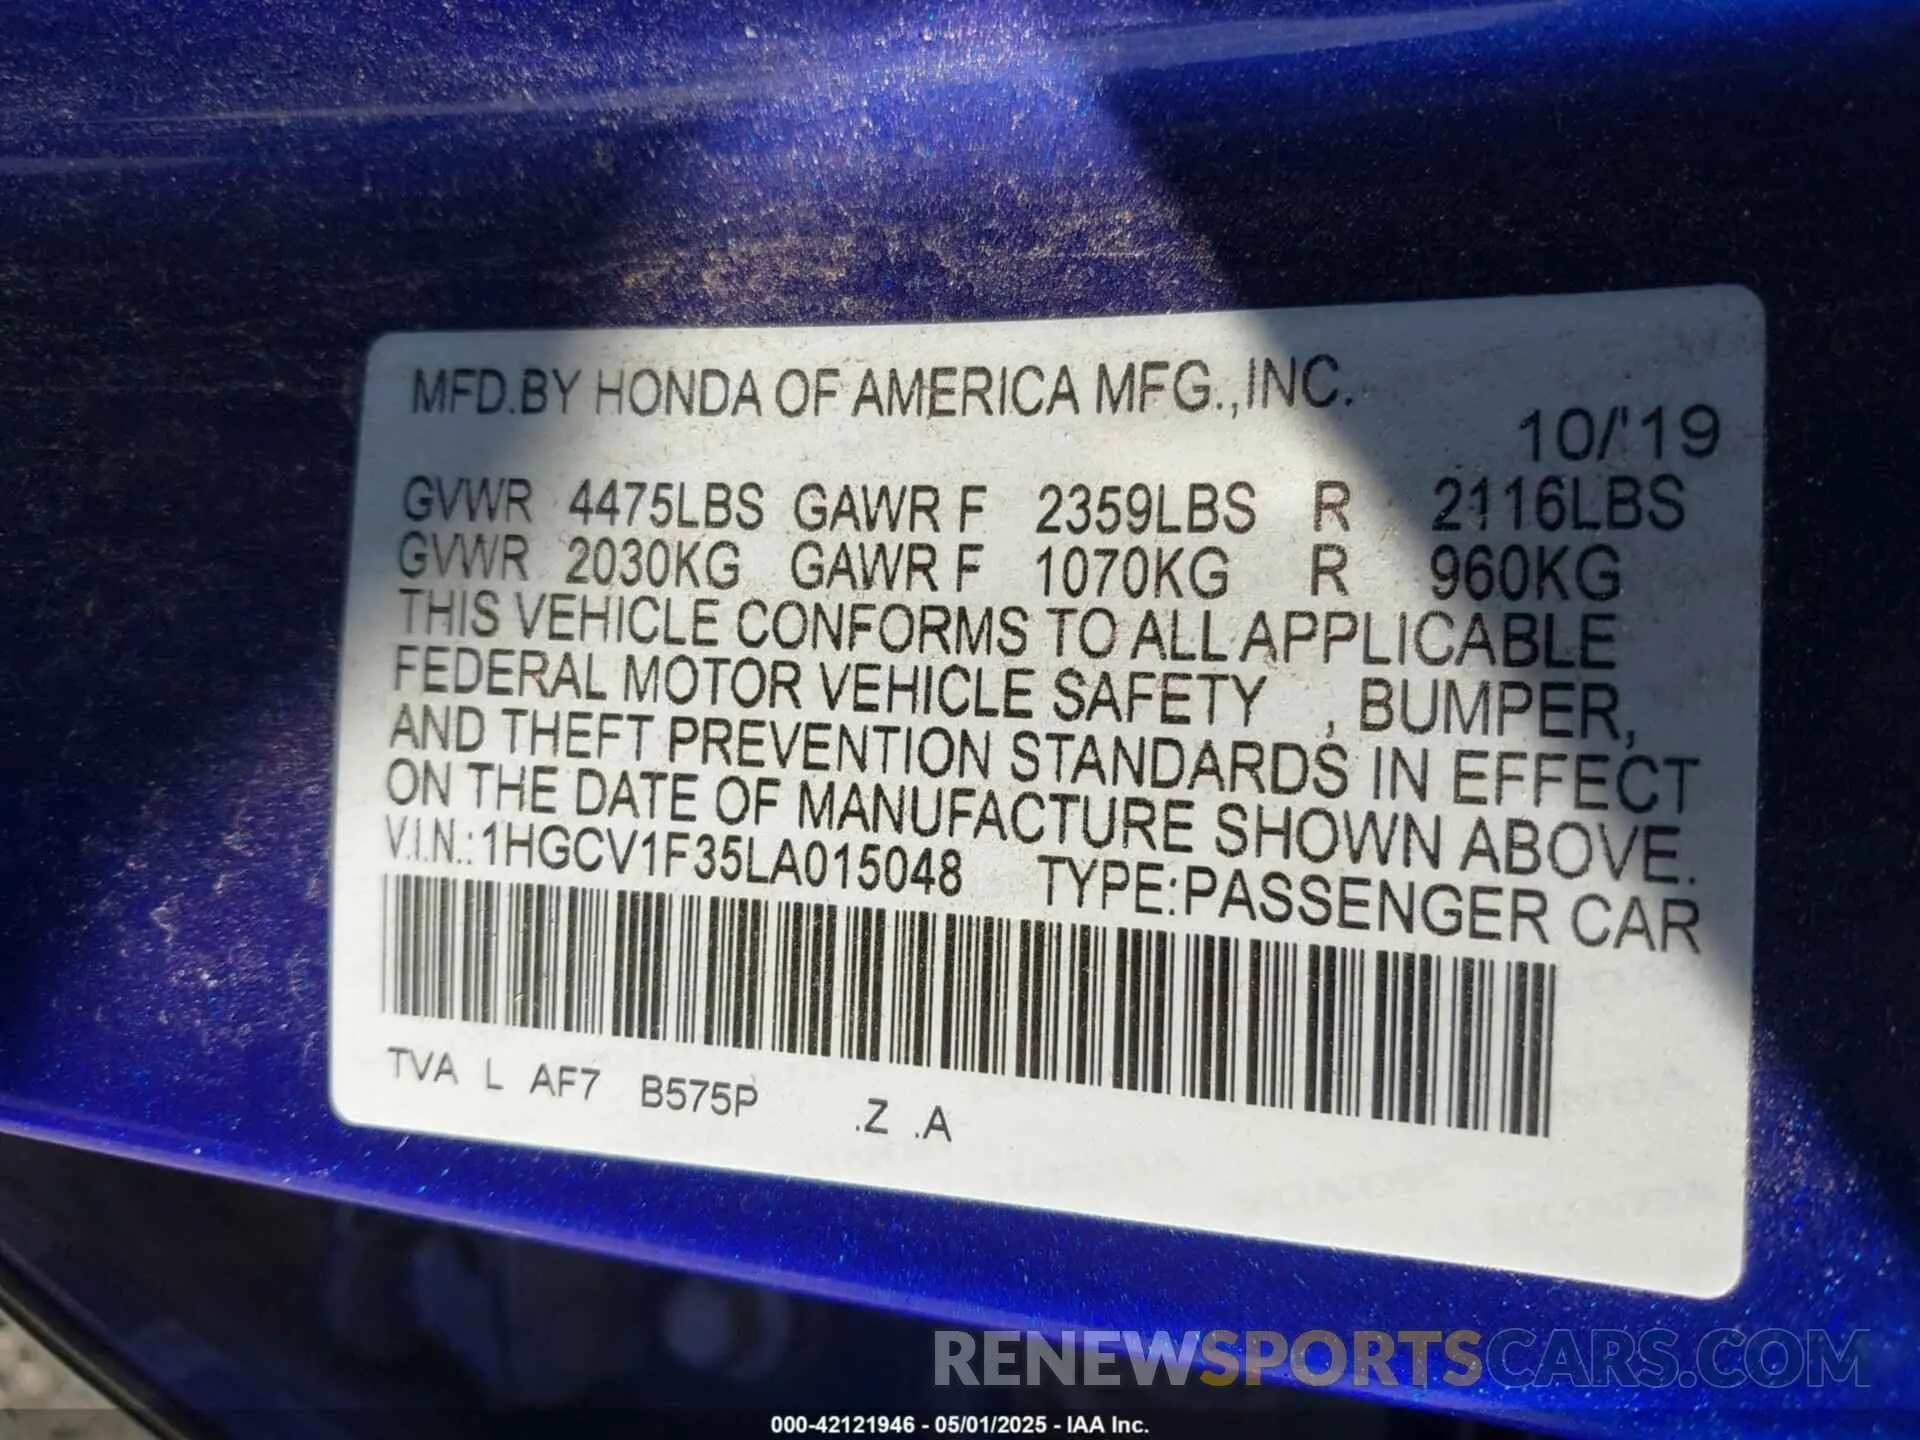 MFD.BY HONDA OF AMERICA MFG.,INC.
10/'19
GVWR 4475LBS GAWR F 2359LBS R 2116LBS
GVWR 2030KG GAWR F 1070KG R 960KG
THIS VEHICLE CONFORMS TO ALL APPLICABLE
FEDERAL MOTOR VEHICLE SAFETY , BUMPER,
AND THEFT PREVENTION STANDARDS IN EFFECT
ON THE DATE OF MANUFACTURE SHOWN ABOVE.
V.I.N.: 1HGCV1F35LA015048 TYPE:PASSENGER CAR
TVA L AF7 B575P .Z .A
RENEWSPORTSCARS.COM
000-42121946 - 05/01/2025 - IAA Inc.